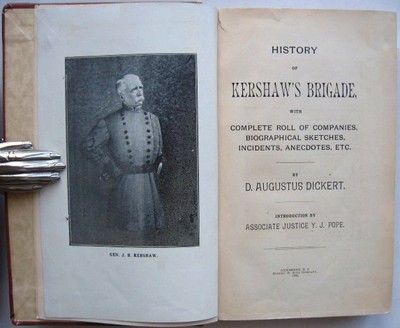 GEN. J. B. KERSHAW.
HISTORY
OF
KERSHAW'S BRIGADE,
WITH
COMPLETE ROLL OF COMPANIES,
BIOGRAPHICAL SKETCHES,
INCIDENTS, ANECDOTES, ETC.
BY
D. AUGUSTUS DICKERT.
INTRODUCTION BY
ASSOCIATE JUSTICE Y. J. POPE.